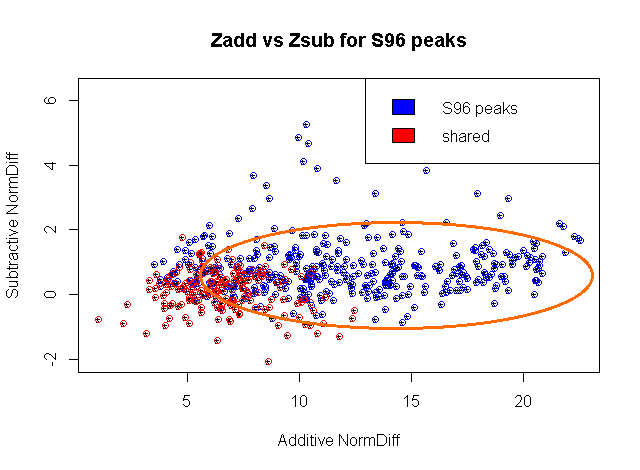 Zadd vs Zsub for S96 peaks
S96 peaks
shared
6
4
2
0
-2
Subtractive NormDiff
5 10 15 20
Additive NormDiff